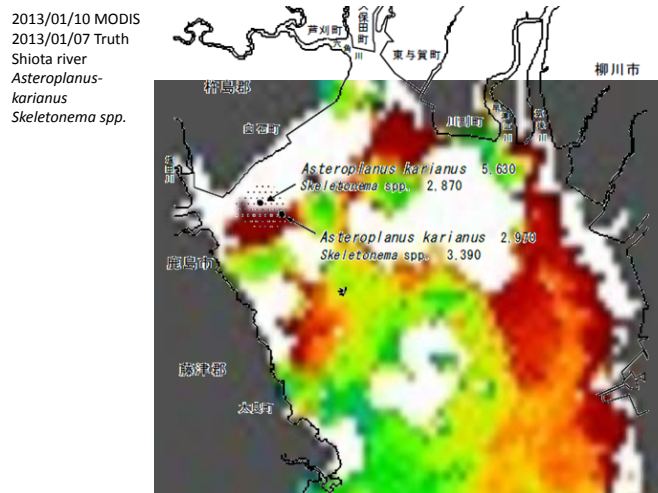 2013/01/10 MODIS
2013/01/07 Truth
Shiota river
Asteroplanus-
karianus
Skeletonema spp.
芦刈町
久保田町
六角川
東与賀町
柳川市
杵島郡
川副町
白石町
Asteroplanus karianus 5.630
Skeletonema spp. 2.870
Asteroplanus karianus 2.970
Skeletonema spp. 3.390
鹿島市
藤津郡
太良町